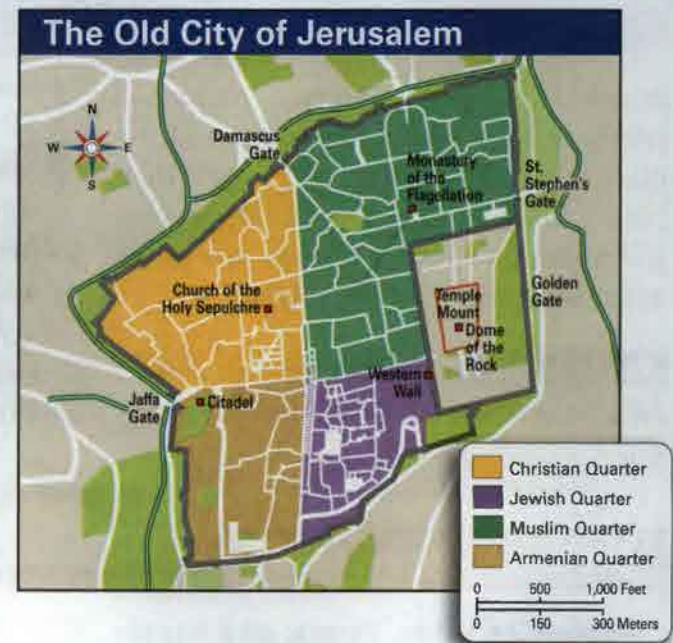 The Old City of Jerusalem
N
W
E
S
Damascus
Gate
Monastury
of the
Flagellation
St.
Stephen's
Gate
Church of the
Holy Sepulchre
Temple
Mount
Golden
Gate
Dome
of the
Rock
Western
Wall
Jaffa
Gate
Citadel
Christian Quarter
Jewish Quarter
Muslim Quarter
Armenian Quarter
0 500 1,000 Feet
0 150 300 Meters